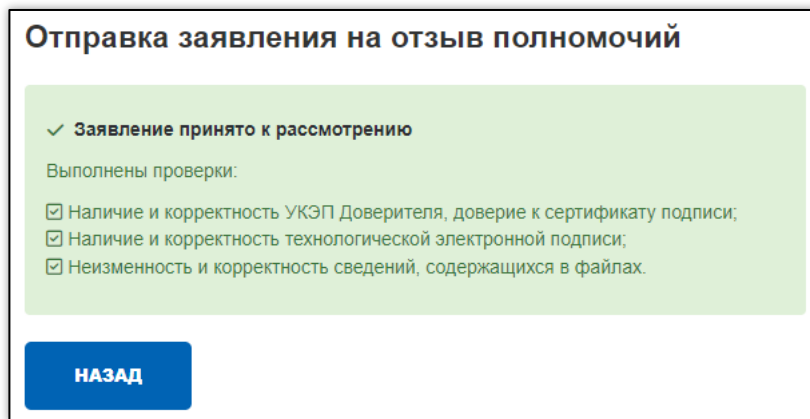 Отправка заявления на отзыв полномочий
Заявление принято к рассмотрению
Выполнены проверки:
Наличие и корректность УКЭП Доверителя, доверие к сертификату подписи;
Наличие и корректность технологической электронной подписи;
Неизменность и корректность сведений, содержащихся в файлах.
НАЗАД